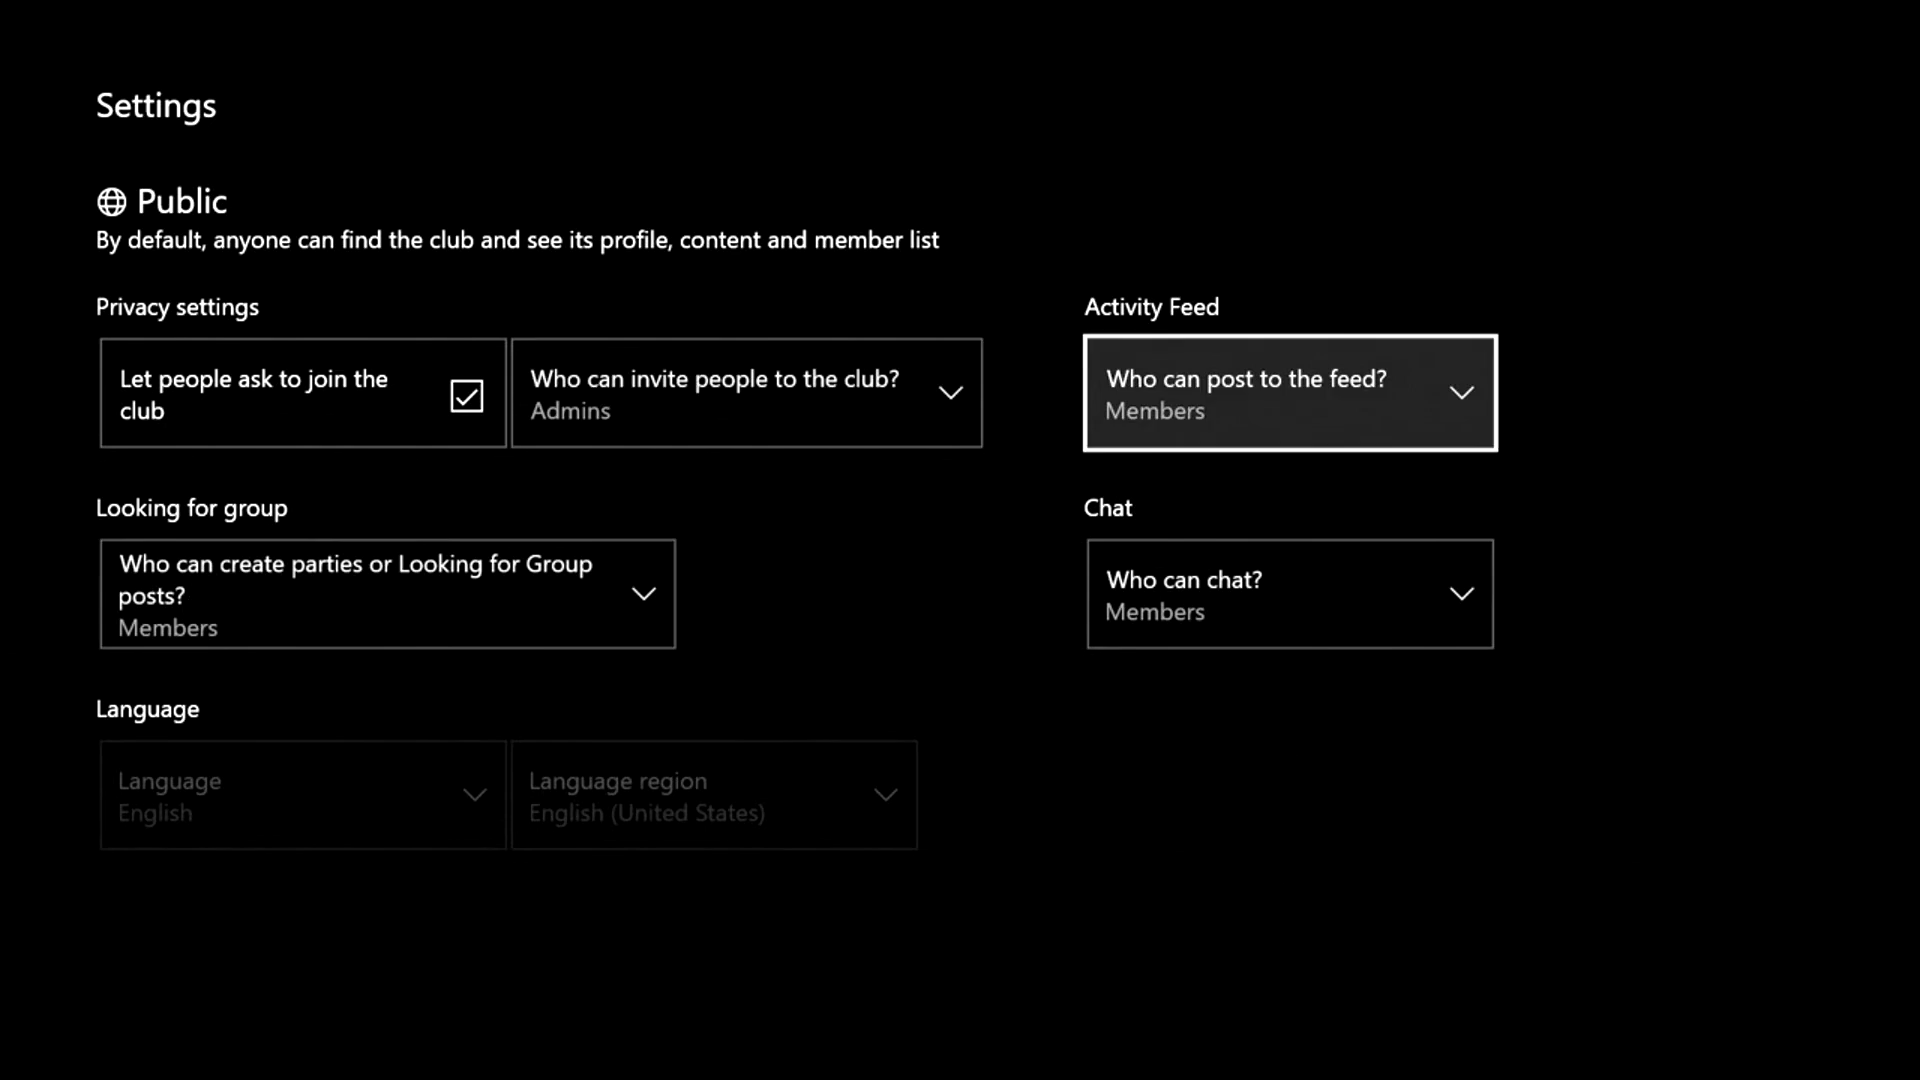 Settings
Public
By default, anyone can find the club and see its profile, content and member list
Privacy settings
Let people ask to join the
club
Who can invite people to the club?
Admins
Activity Feed
Who can post to the feed?
Members
Looking for group
Who can create parties or Looking for Group
posts?
Members
Chat
Who can chat?
Members
Language
Language
English
Language region
English (United States)